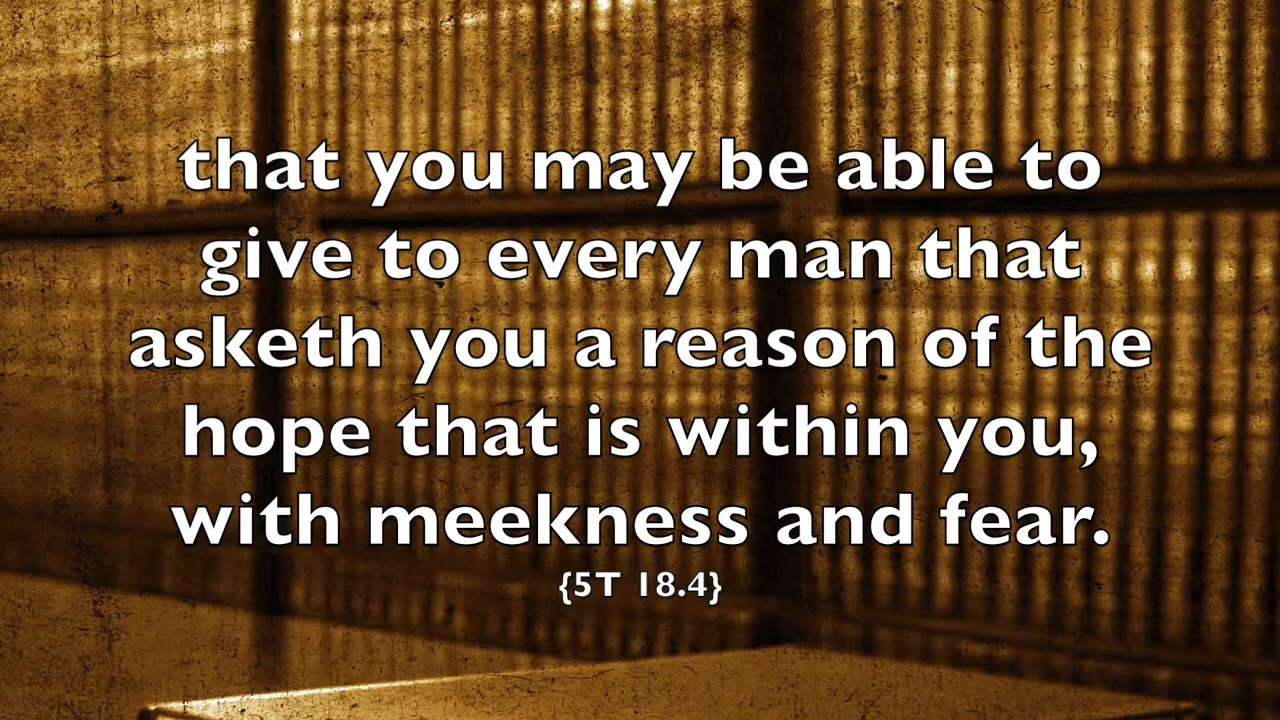 that you may be able to
give to every man that
asketh you a reason of the
hope that is within you,
with meekness and fear.
{5T 18.4}